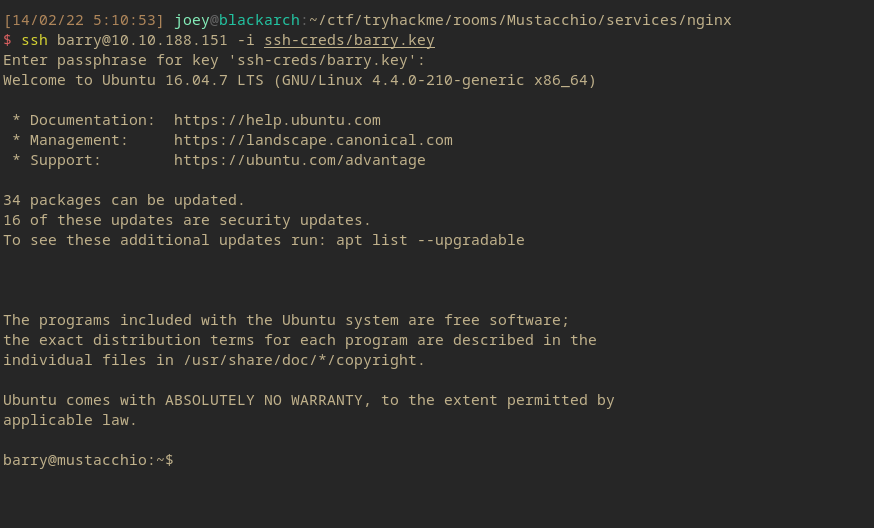 [14/02/22 5:10:53] joey@blackarch:~/ctf/tryhackme/rooms/Mustacchio/services/nginx
$ ssh barry@10.10.188.151 -i ssh-creds/barry.key
Enter passphrase for key 'ssh-creds/barry.key':
Welcome to Ubuntu 16.04.7 LTS (GNU/Linux 4.4.0-210-generic x86_64)
* Documentation:  https://help.ubuntu.com
* Management:     https://landscape.canonical.com
* Support:        https://ubuntu.com/advantage
34 packages can be updated.
16 of these updates are security updates.
To see these additional updates run: apt list --upgradable
The programs included with the Ubuntu system are free software;
the exact distribution terms for each program are described in the
individual files in /usr/share/doc/*/copyright.
Ubuntu comes with ABSOLUTELY NO WARRANTY, to the extent permitted by
applicable law.
barry@mustacchio:~$